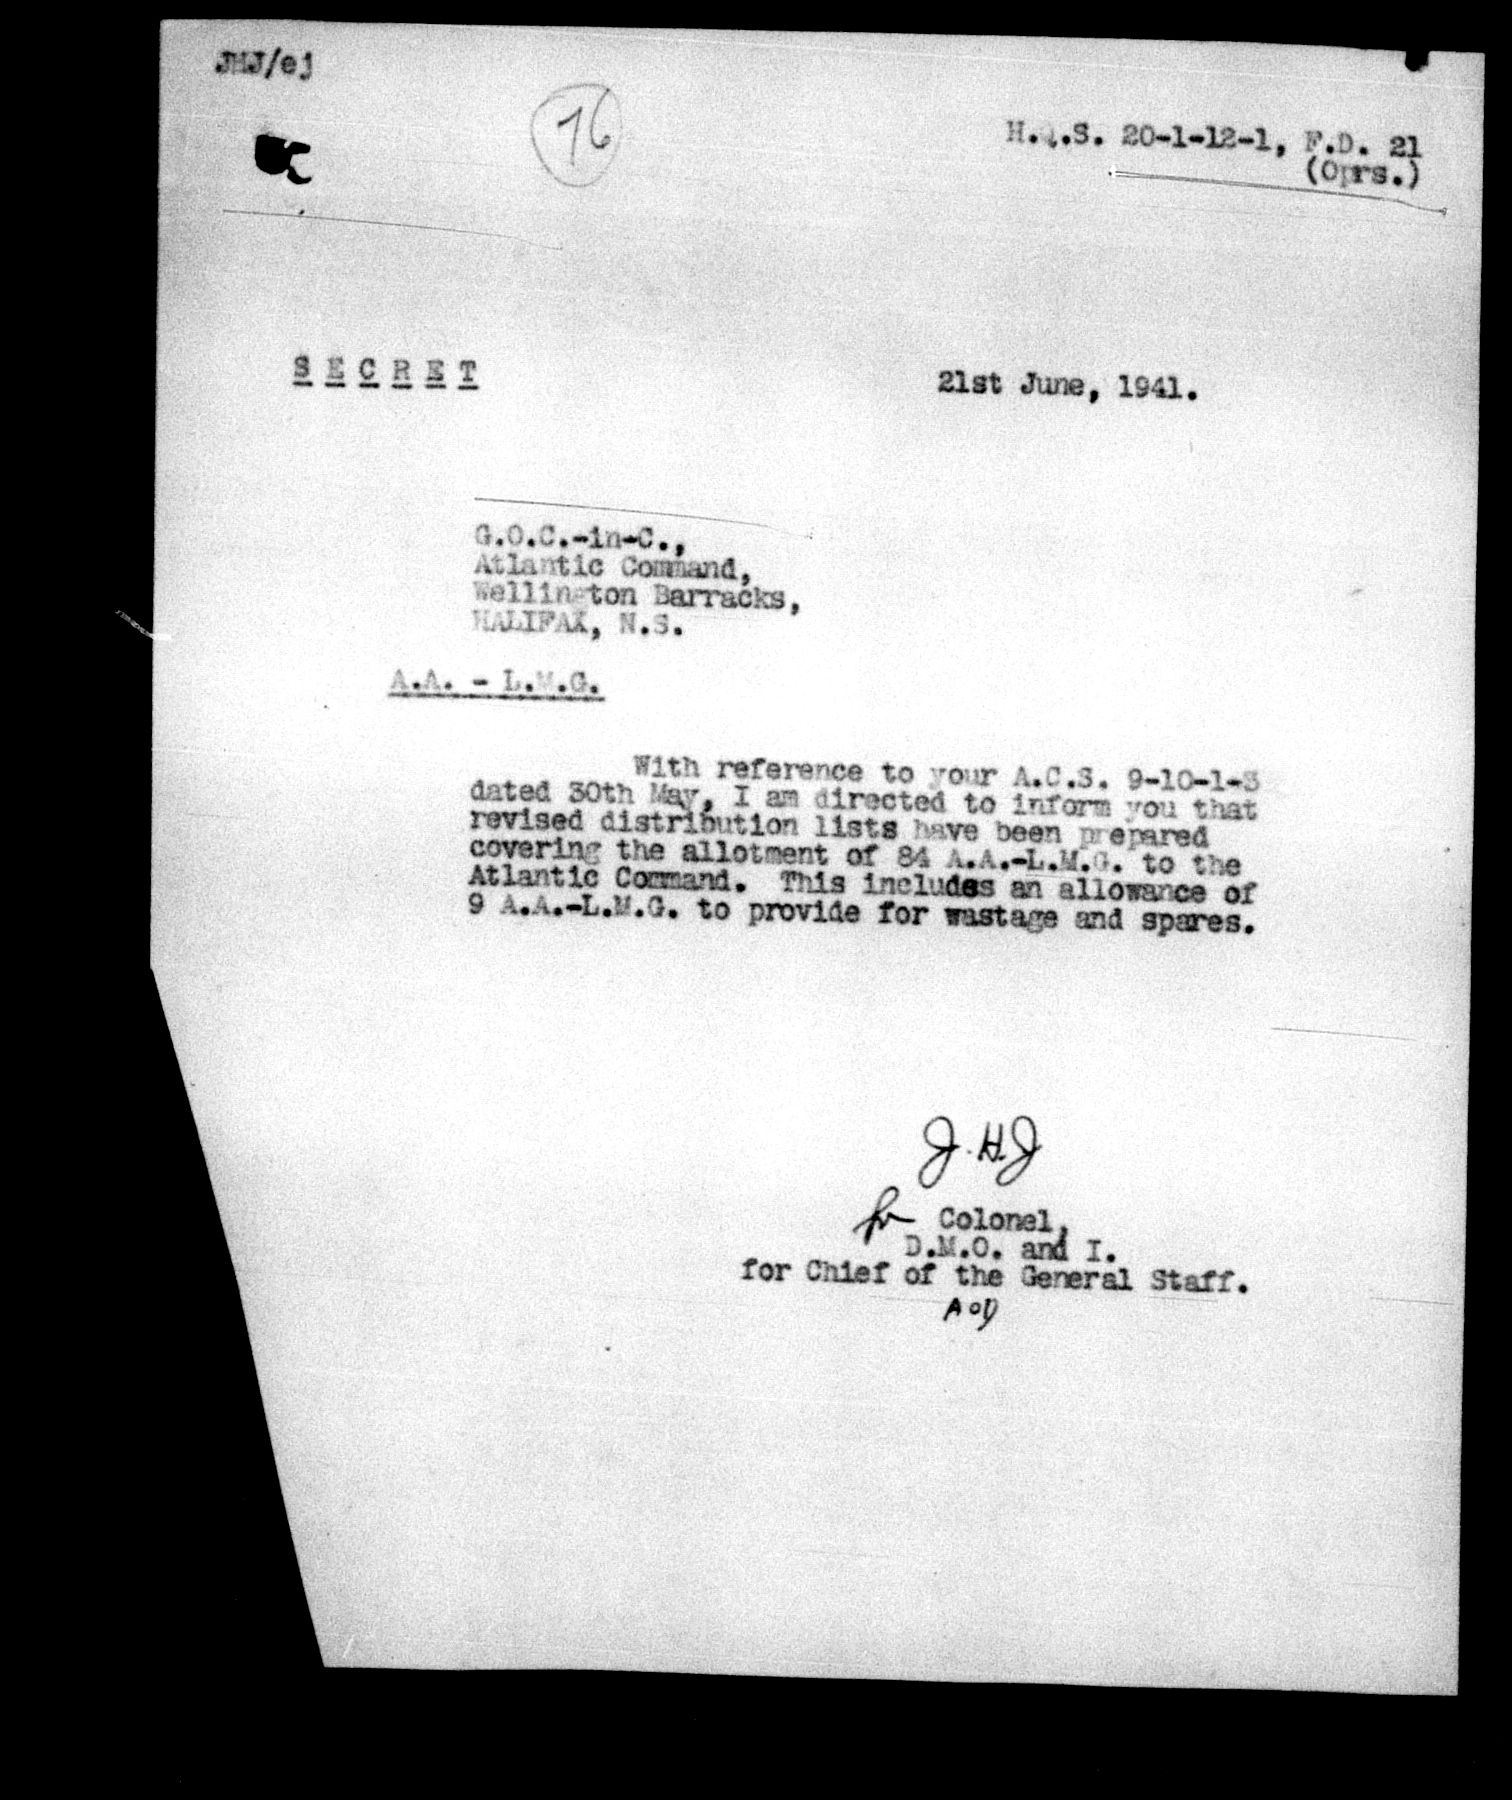 JHJ/ej
76
H.Q.S. 20-1-12-1, F.D. 21
(Oprs.)
S E C R E T
21st June, 1941.
G.O.C.-in-C.,
Atlantic Command,
Wellington Barracks,
HALIFAX, N.S.
A.A. - L.M.G.
With reference to your A.C.S. 9-10-1-3
dated 30th May, I am directed to inform you that
revised distribution lists have been prepared
covering the allotment of 84 A.A.-L.M.G. to the
Atlantic Command. This includes an allowance of
9 A.A.-L.M.G. to provide for wastage and spares.
J.H.J
for Colonel,
D.M.O. and I.
for Chief of the General Staff.
AOD